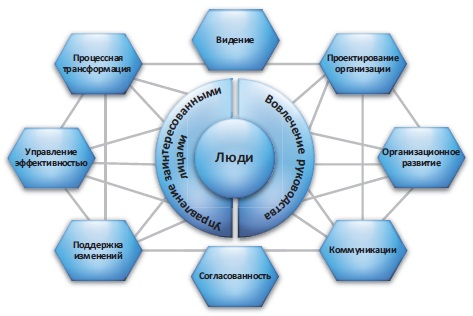 Видение
Процессная
трансформация
Проектирование
организации
Управление заинтересованными
лицами
Вовлечение руководства
Люди
Управление
эффективностью
Организационное
развитие
Поддержка
изменений
Коммуникации
Согласованность